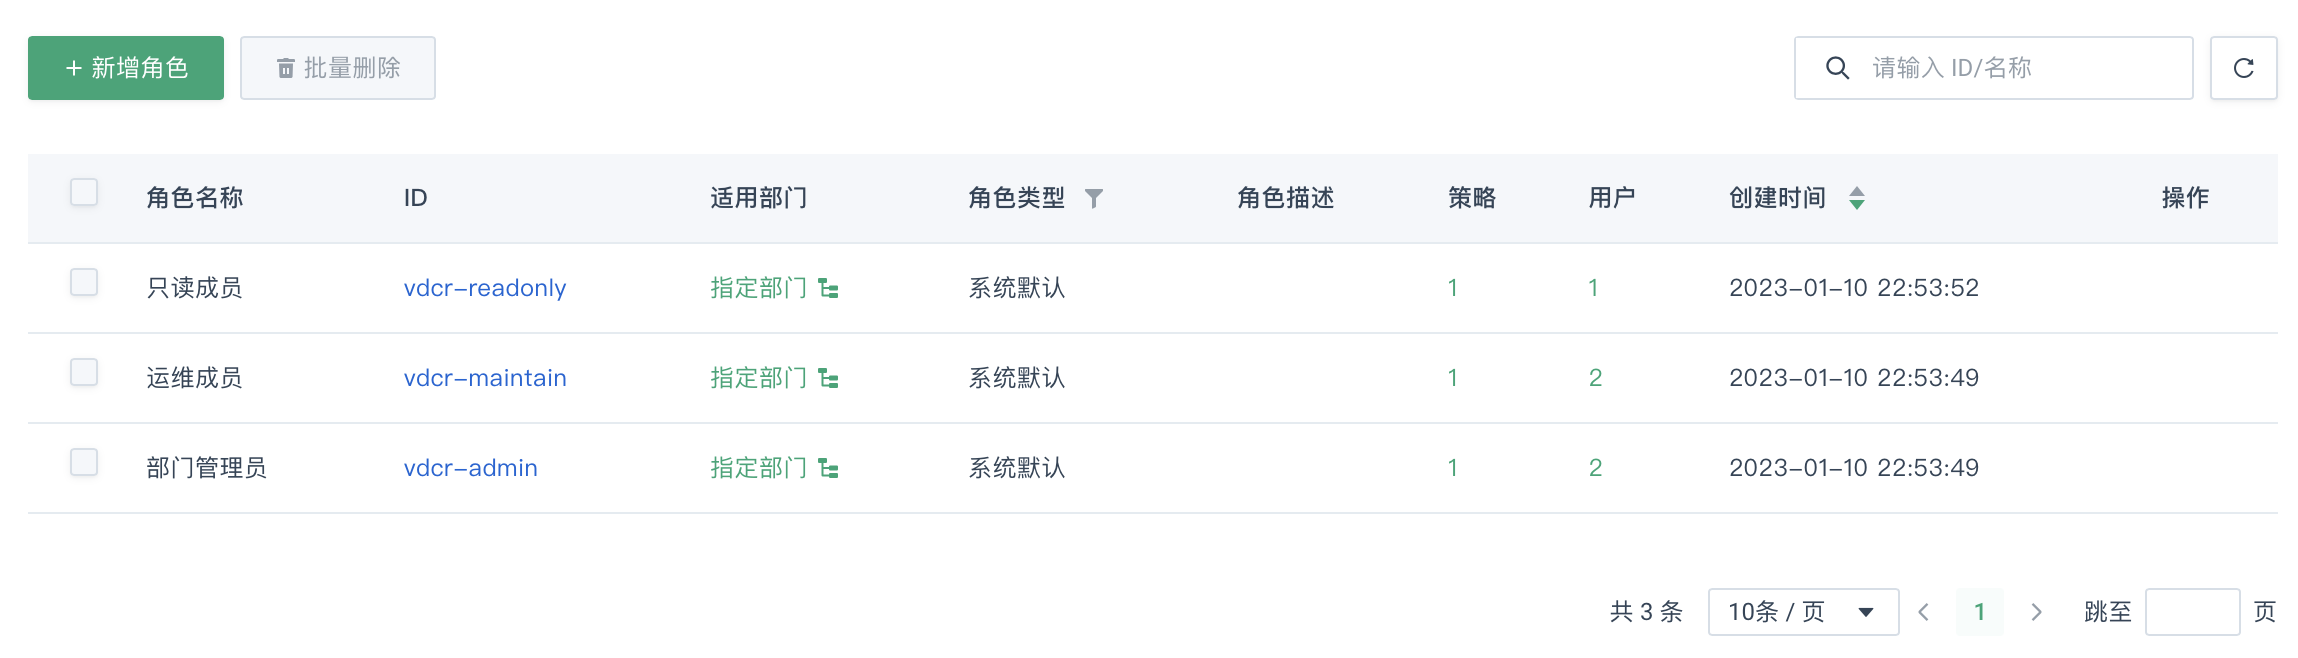 + 新增角色 批量删除 请输入 ID/名称
角色名称 ID 适用部门 角色类型 角色描述 策略 用户 创建时间 操作
只读成员 vdcr-readonly 指定部门 系统默认 1 1 2023-01-10 22:53:52
运维成员 vdcr-maintain 指定部门 系统默认 1 2 2023-01-10 22:53:49
部门管理员 vdcr-admin 指定部门 系统默认 1 2 2023-01-10 22:53:49
共 3 条 10条 / 页 1 跳至 页